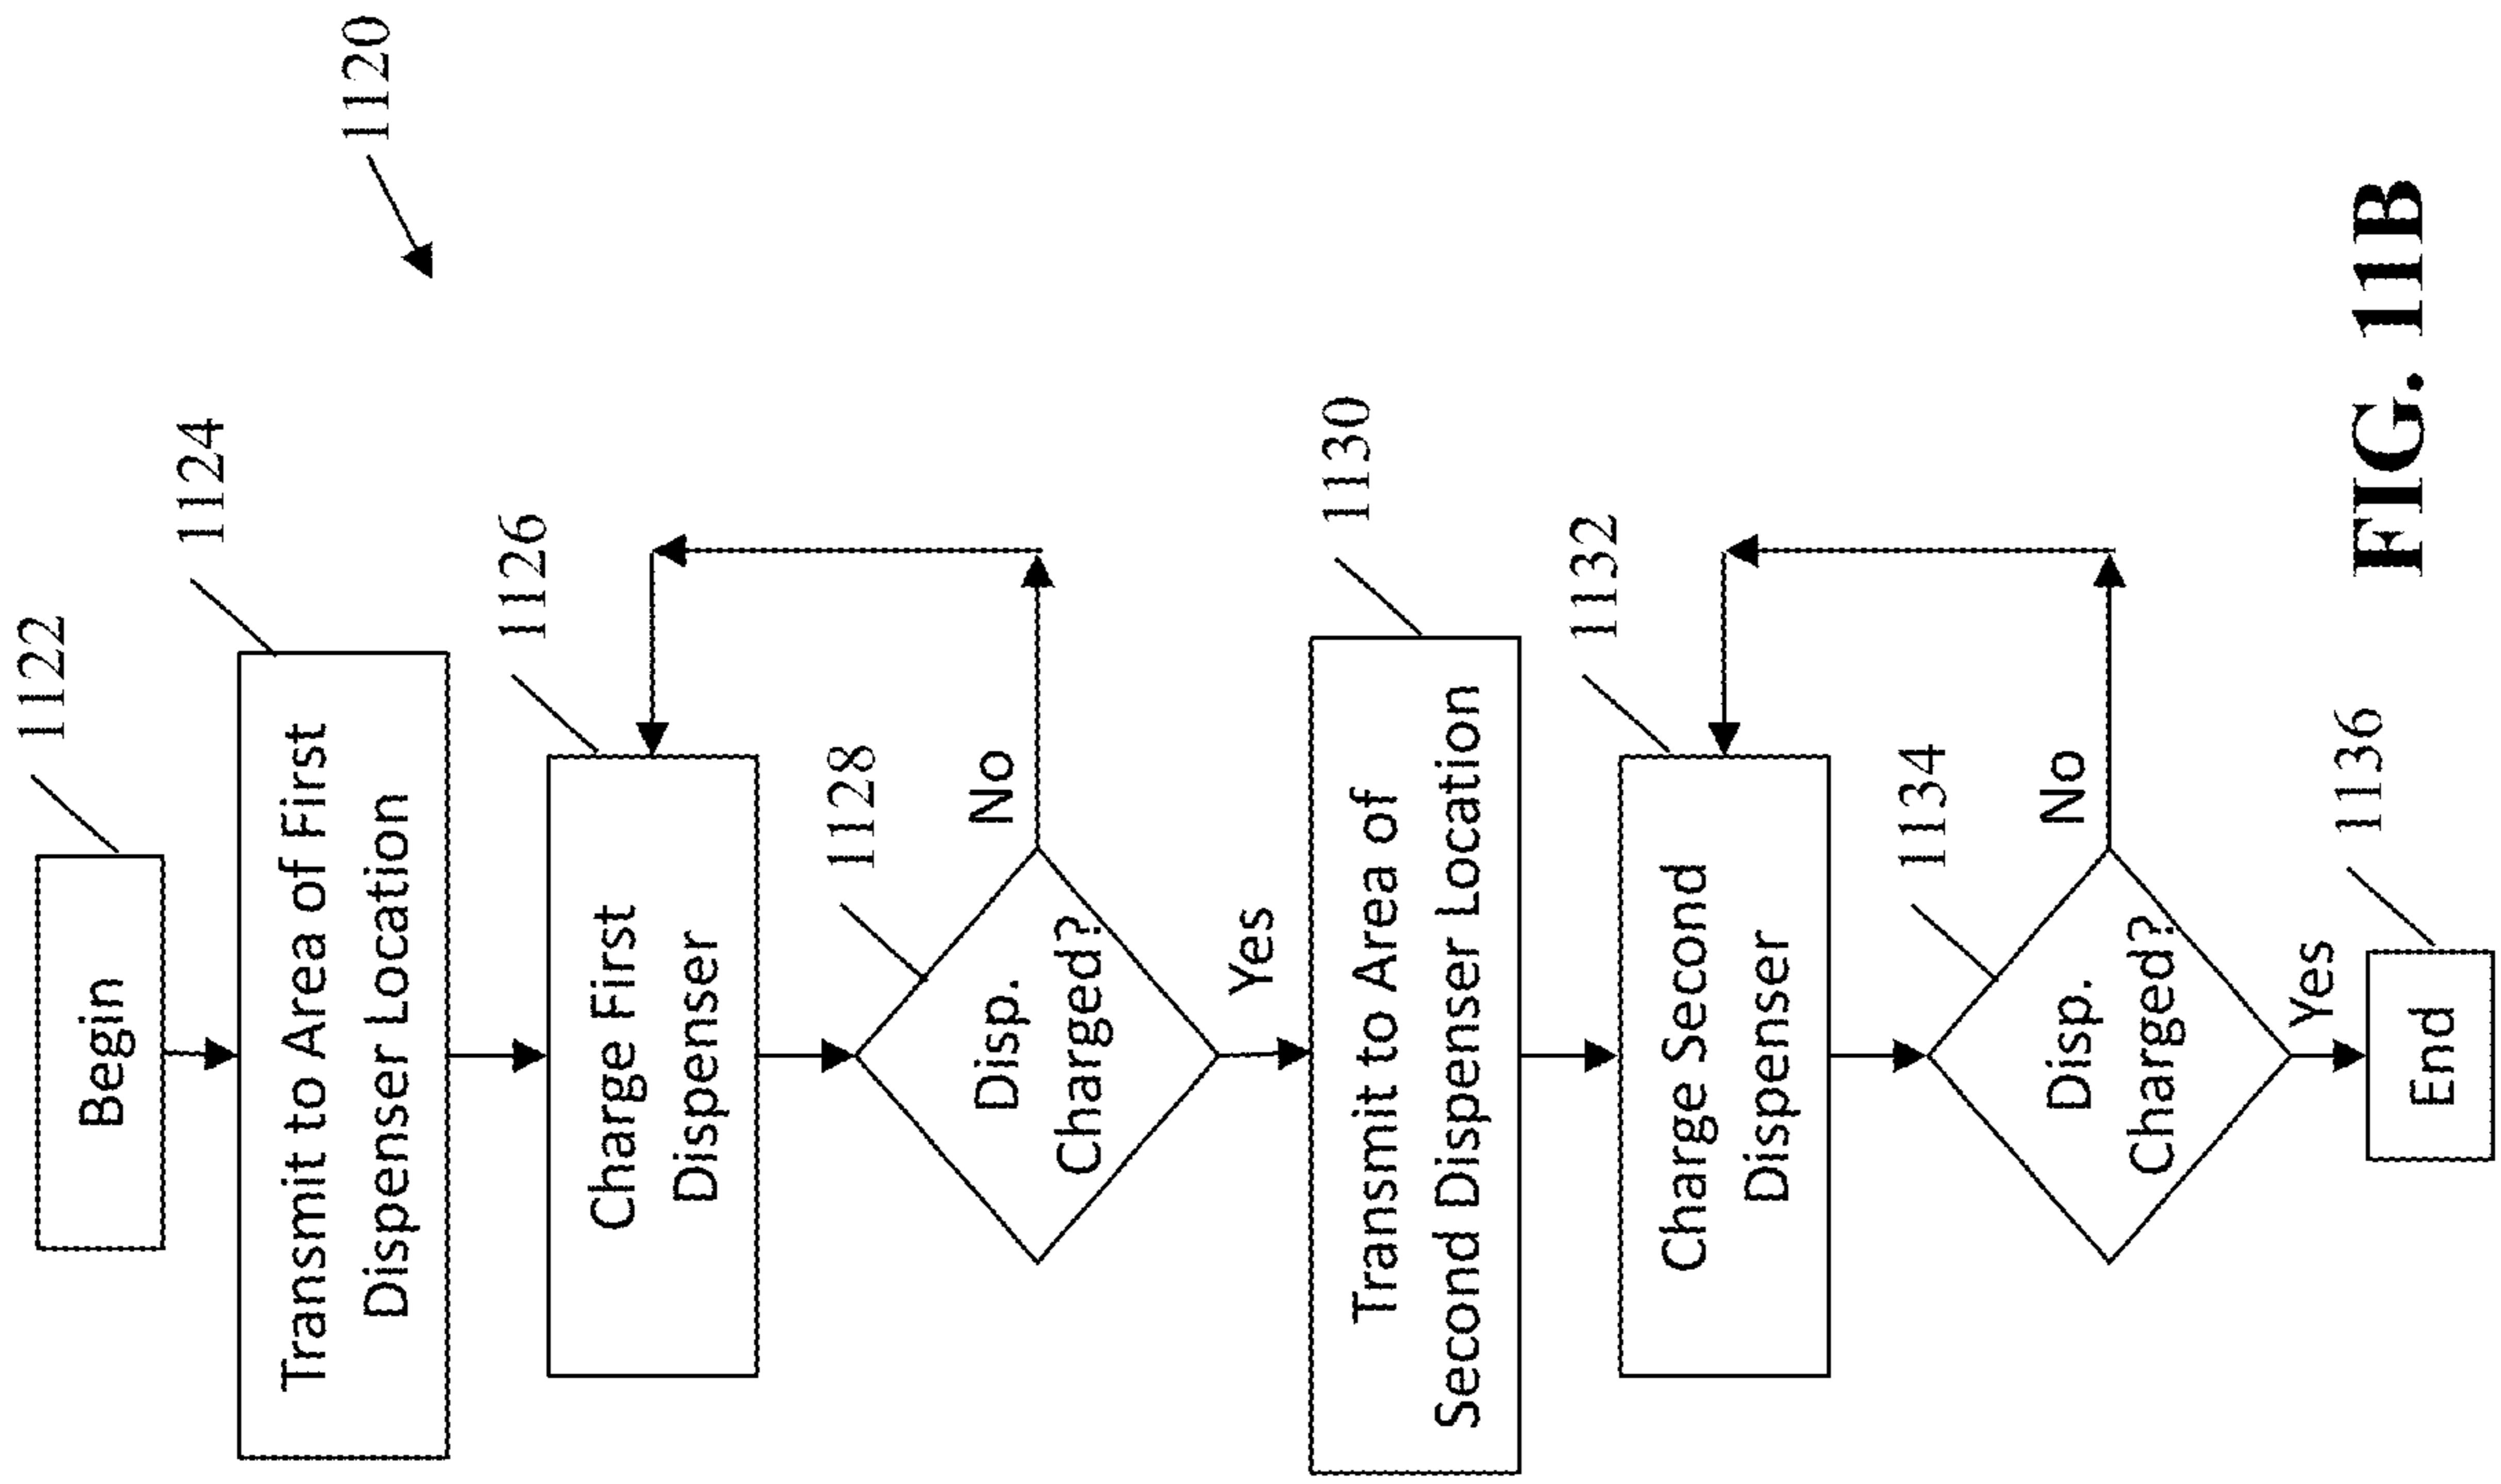 1120
1122
Begin
1124
Transmit to Area of First
Dispenser Location
1126
Charge First
Dispenser
1128
Disp.
Charged?
No
Yes
1130
Transmit to Area of
Second Dispenser Location
1132
Charge Second
Dispenser
1134
Disp.
Charged?
No
Yes
1136
End
FIG. 11B